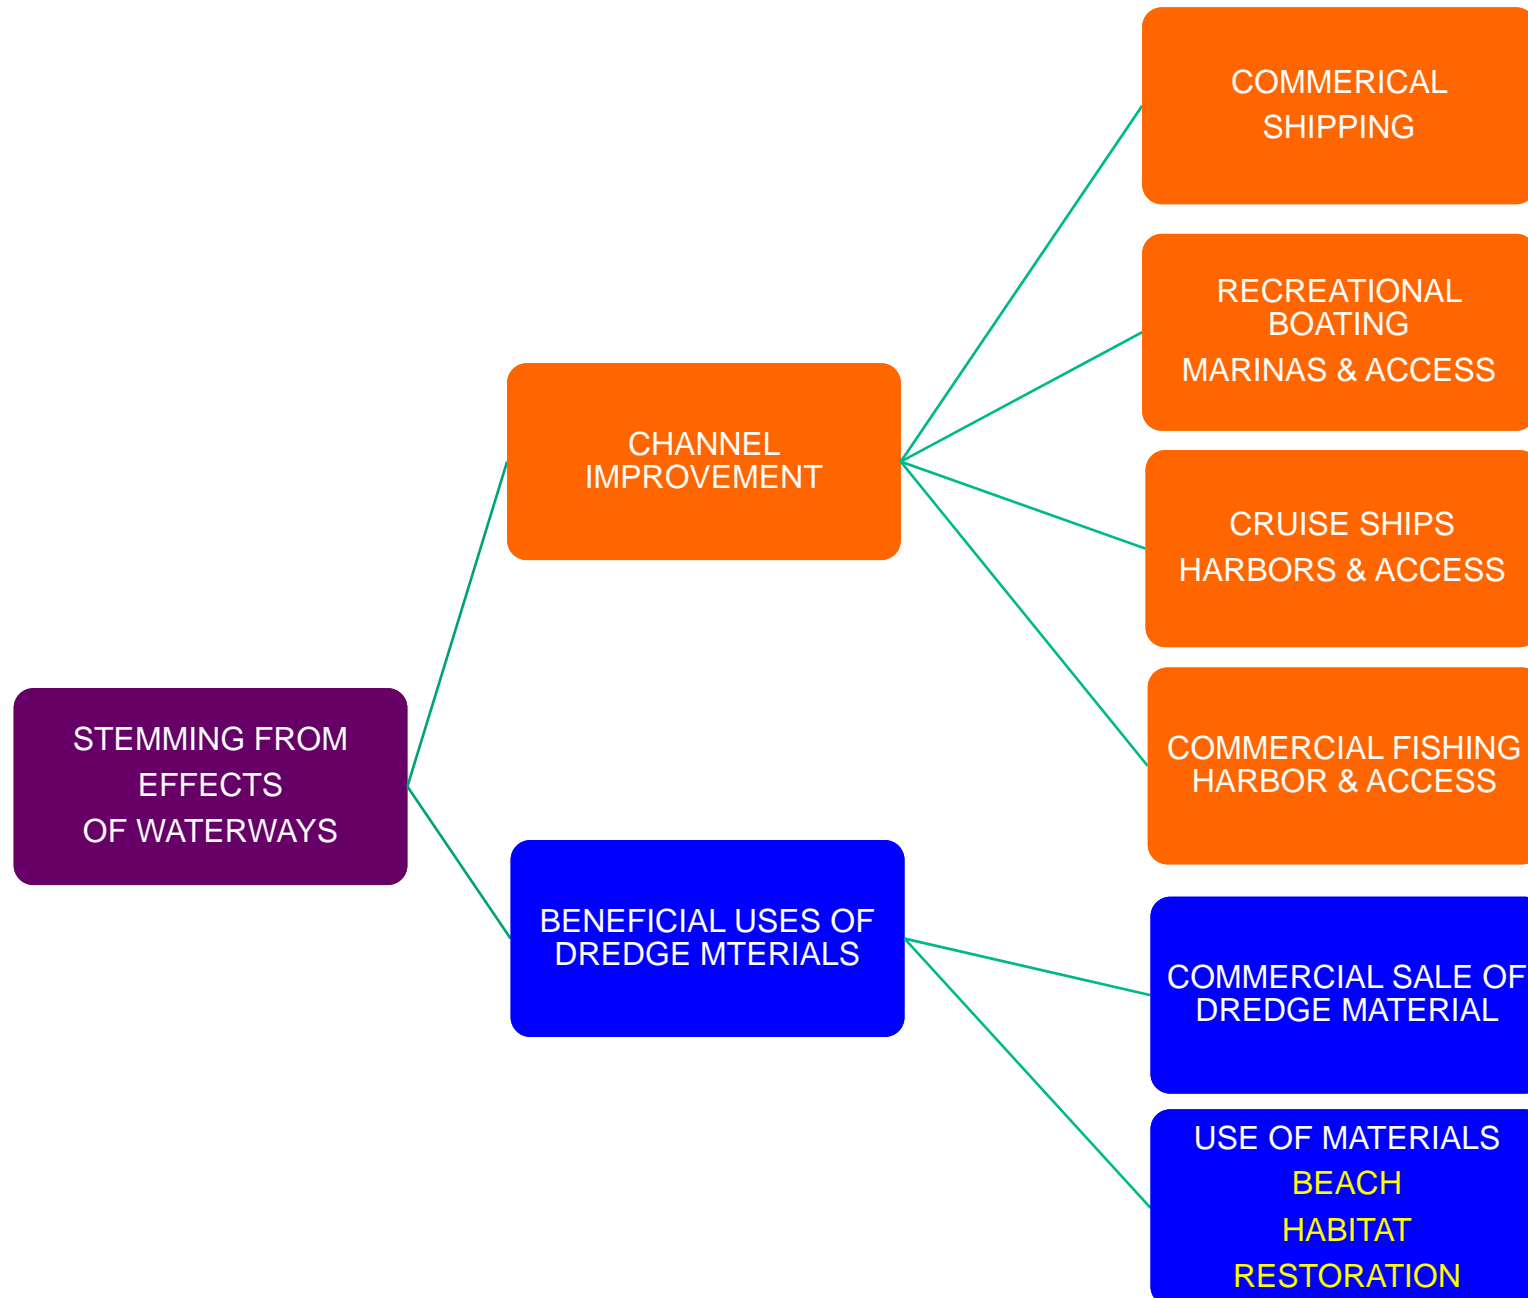 COMMERICAL
SHIPPING
RECREATIONAL
BOATING
MARINAS & ACCESS
CHANNEL
IMPROVEMENT
CRUISE SHIPS
HARBORS & ACCESS
STEMMING FROM
EFFECTS
OF WATERWAYS
COMMERCIAL FISHING
HARBOR & ACCESS
BENEFICIAL USES OF
DREDGE MTERIALS
COMMERCIAL SALE OF
DREDGE MATERIAL
USE OF MATERIALS
BEACH
HABITAT
RESTORATION